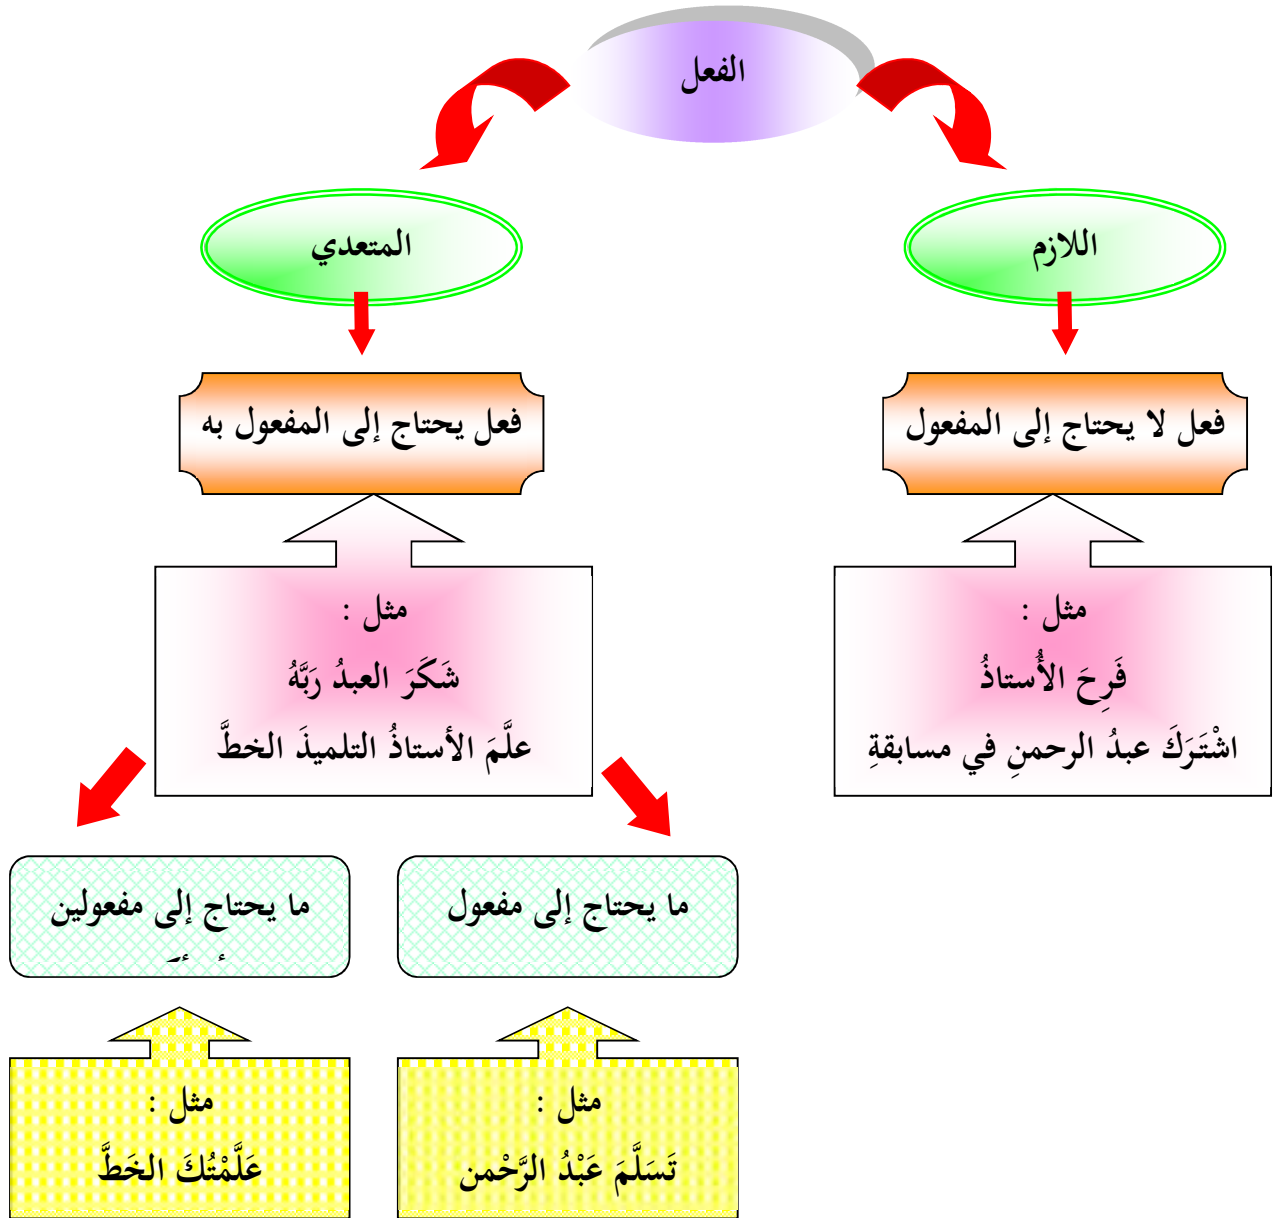 الفعل
اللازم
المتعدي
فعل لا يحتاج إلى المفعول
فعل يحتاج إلى المفعول به
مثل :
فَرِحَ الأُستاذُ
اشْتَرَكَ عبدُ الرحمنِ في مسابقةِ
مثل :
شَكَرَ العبدُ رَبَّهُ
علَّمَ الأستاذُ التلميذَ الخطَّ
ما يحتاج إلى مفعول
ما يحتاج إلى مفعولين
مثل :
تَسَلَّمَ عَبْدُ الرَّحْمن
مثل :
عَلَّمْتُكَ الخَطَّ